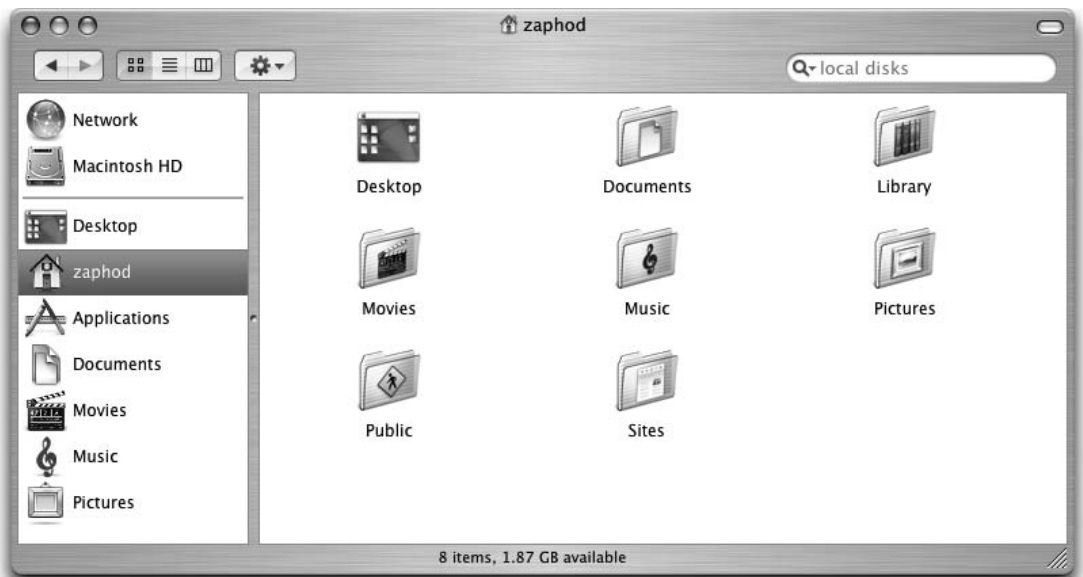 zaphod
local disks
Network
Macintosh HD
Desktop
zaphod
Applications
Documents
Movies
Music
Pictures
Desktop
Documents
Library
Movies
Music
Pictures
Public
Sites
8 items, 1.87 GB available